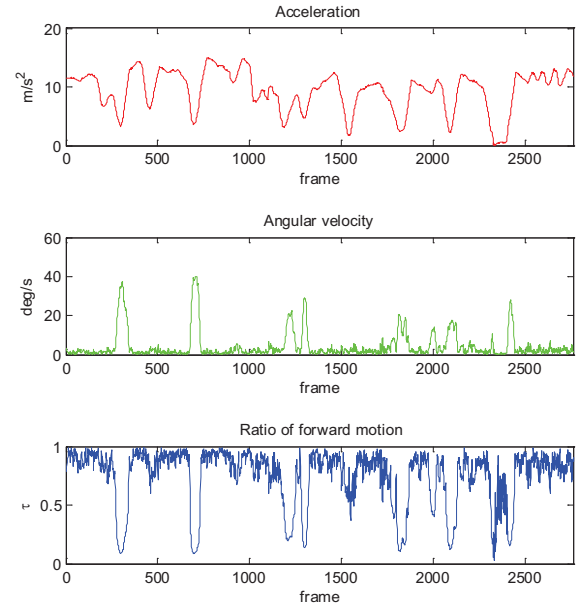 Acceleration
20
10
0
m/s²
0 500 1000 1500 2000 2500
frame
Angular velocity
60
40
20
0
deg/s
0 500 1000 1500 2000 2500
frame
Ratio of forward motion
1
0.5
0
τ
0 500 1000 1500 2000 2500
frame